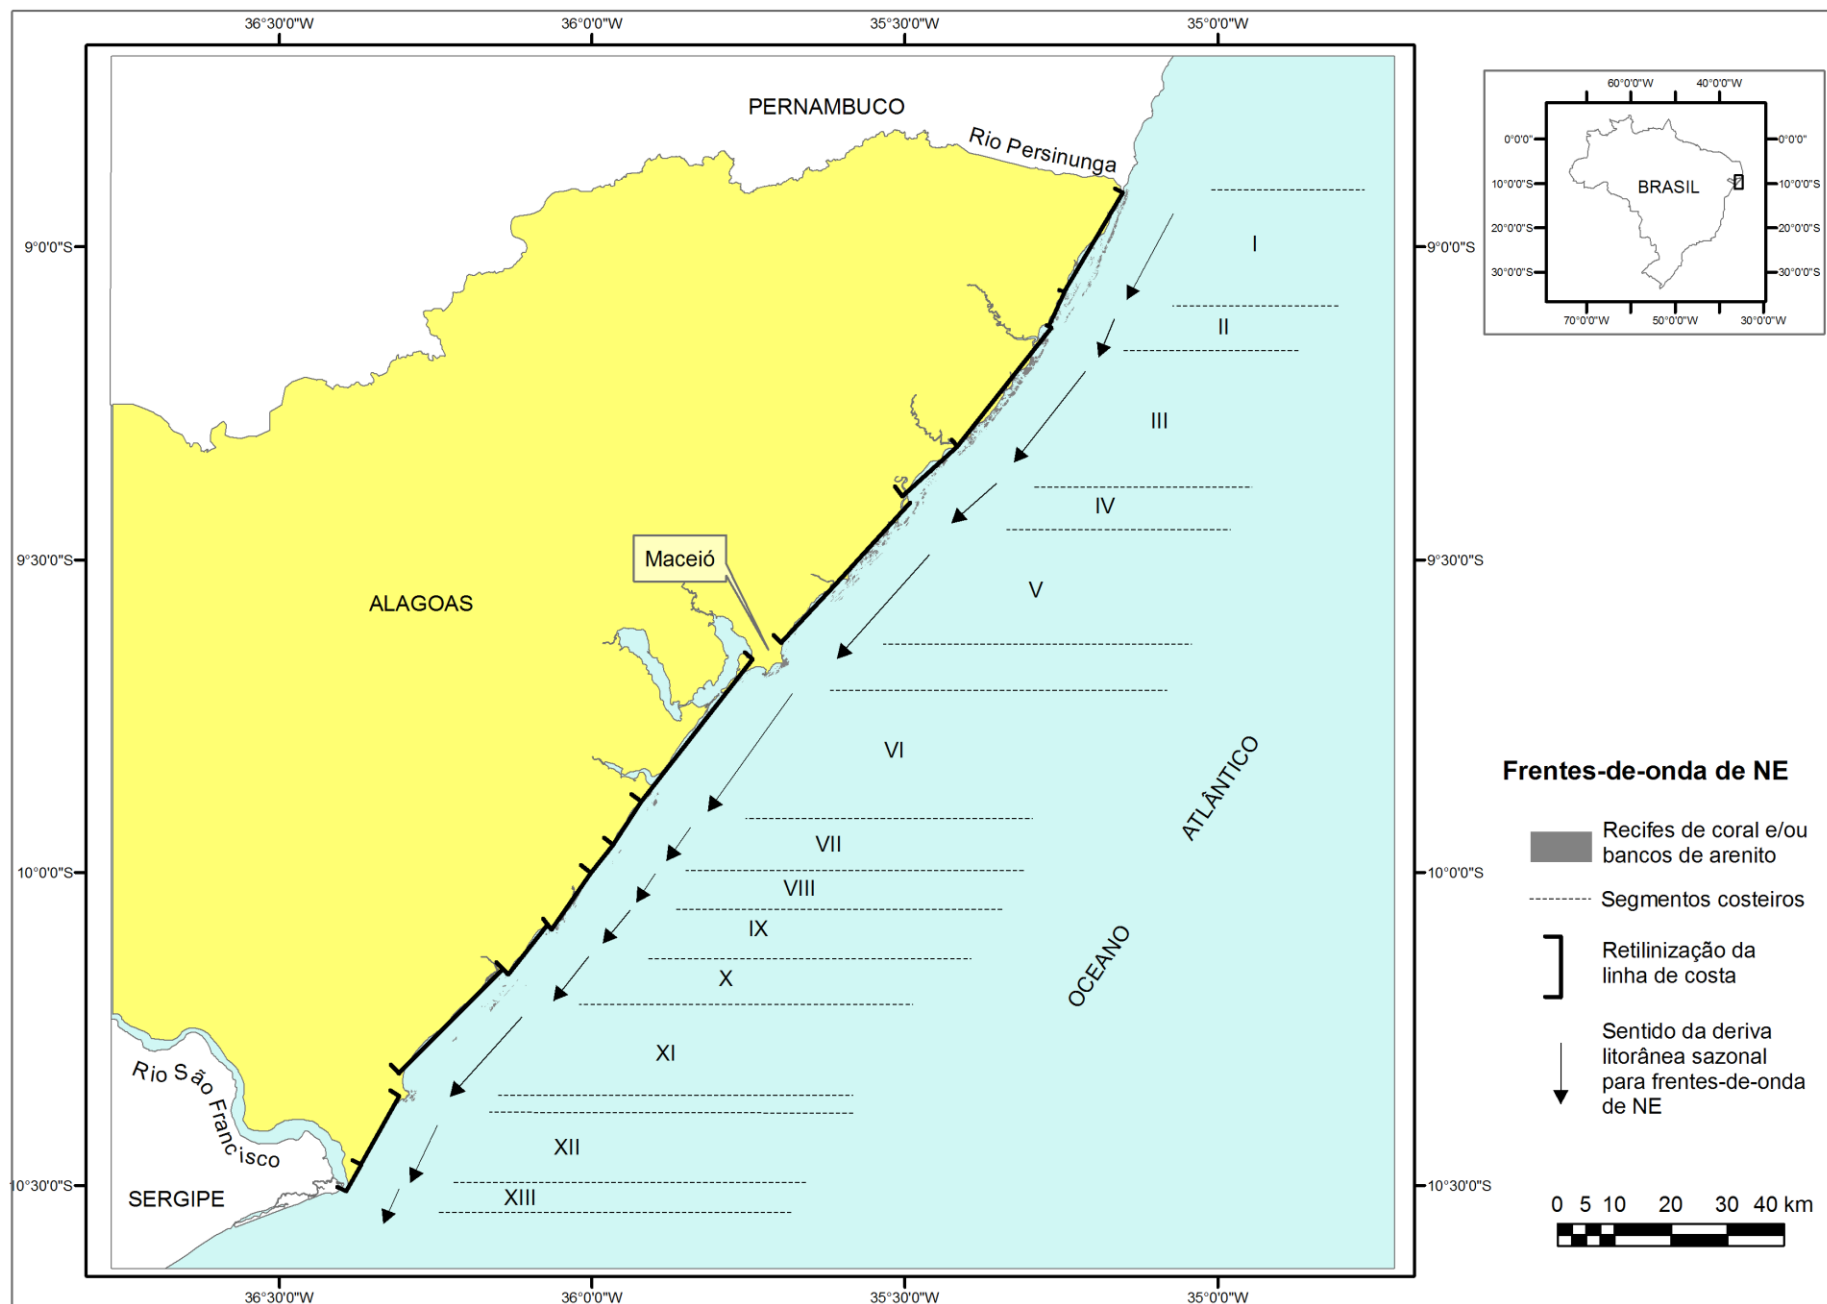 36°30'0"W 36°0'0"W 35°30'0"W 35°0'0"W
PERNAMBUCO
Rio Persinunga
9°0'0"S
9°0'0"S
I
II
III
IV
9°30'0"S
9°30'0"S
Maceió
V
ALAGOAS
VI
ATLÂNTICO
VII
10°0'0"S
10°0'0"S
VIII
IX
OCEANO
X
XI
Rio São Francisco
XII
10°30'0"S
10°30'0"S
SERGIPE
XIII
36°30'0"W 36°0'0"W 35°30'0"W 35°0'0"W
60°0'0"W 40°0'0"W
0°0'0" 0°0'0"
BRASIL
10°0'0"S 10°0'0"S
20°0'0"S 20°0'0"S
30°0'0"S 30°0'0"S
70°0'0"W 50°0'0"W 30°0'0"W
Frentes-de-onda de NE
Recifes de coral e/ou
bancos de arenito
Segmentos costeiros
Retilinização da
linha de costa
Sentido da deriva
litorânea sazonal
para frentes-de-onda
de NE
0 5 10 20 30 40 km